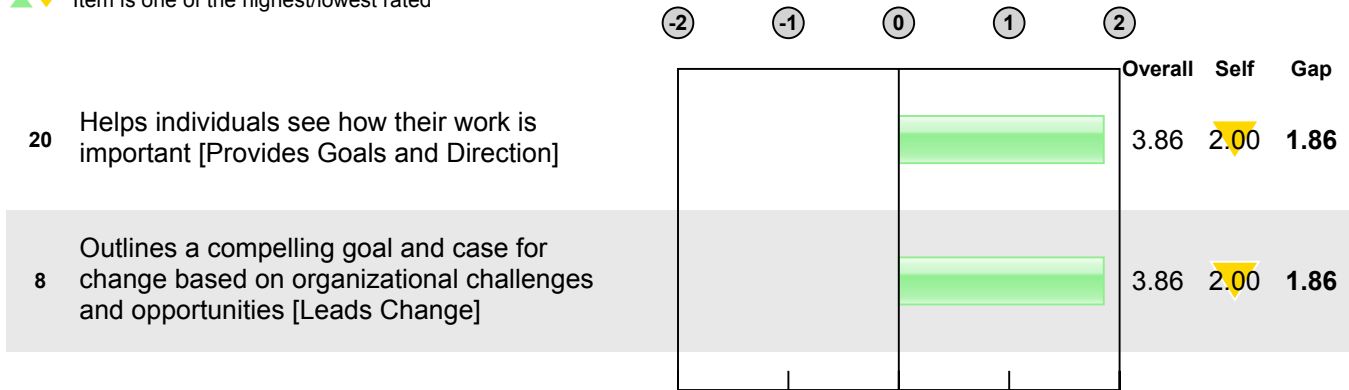 Item is one of the highest/lowest rated
-2 -1 0 1 2
Overall Self Gap
20 Helps individuals see how their work is
important [Provides Goals and Direction]
3.86 2.00 1.86
8 Outlines a compelling goal and case for
change based on organizational challenges
and opportunities [Leads Change]
3.86 2.00 1.86